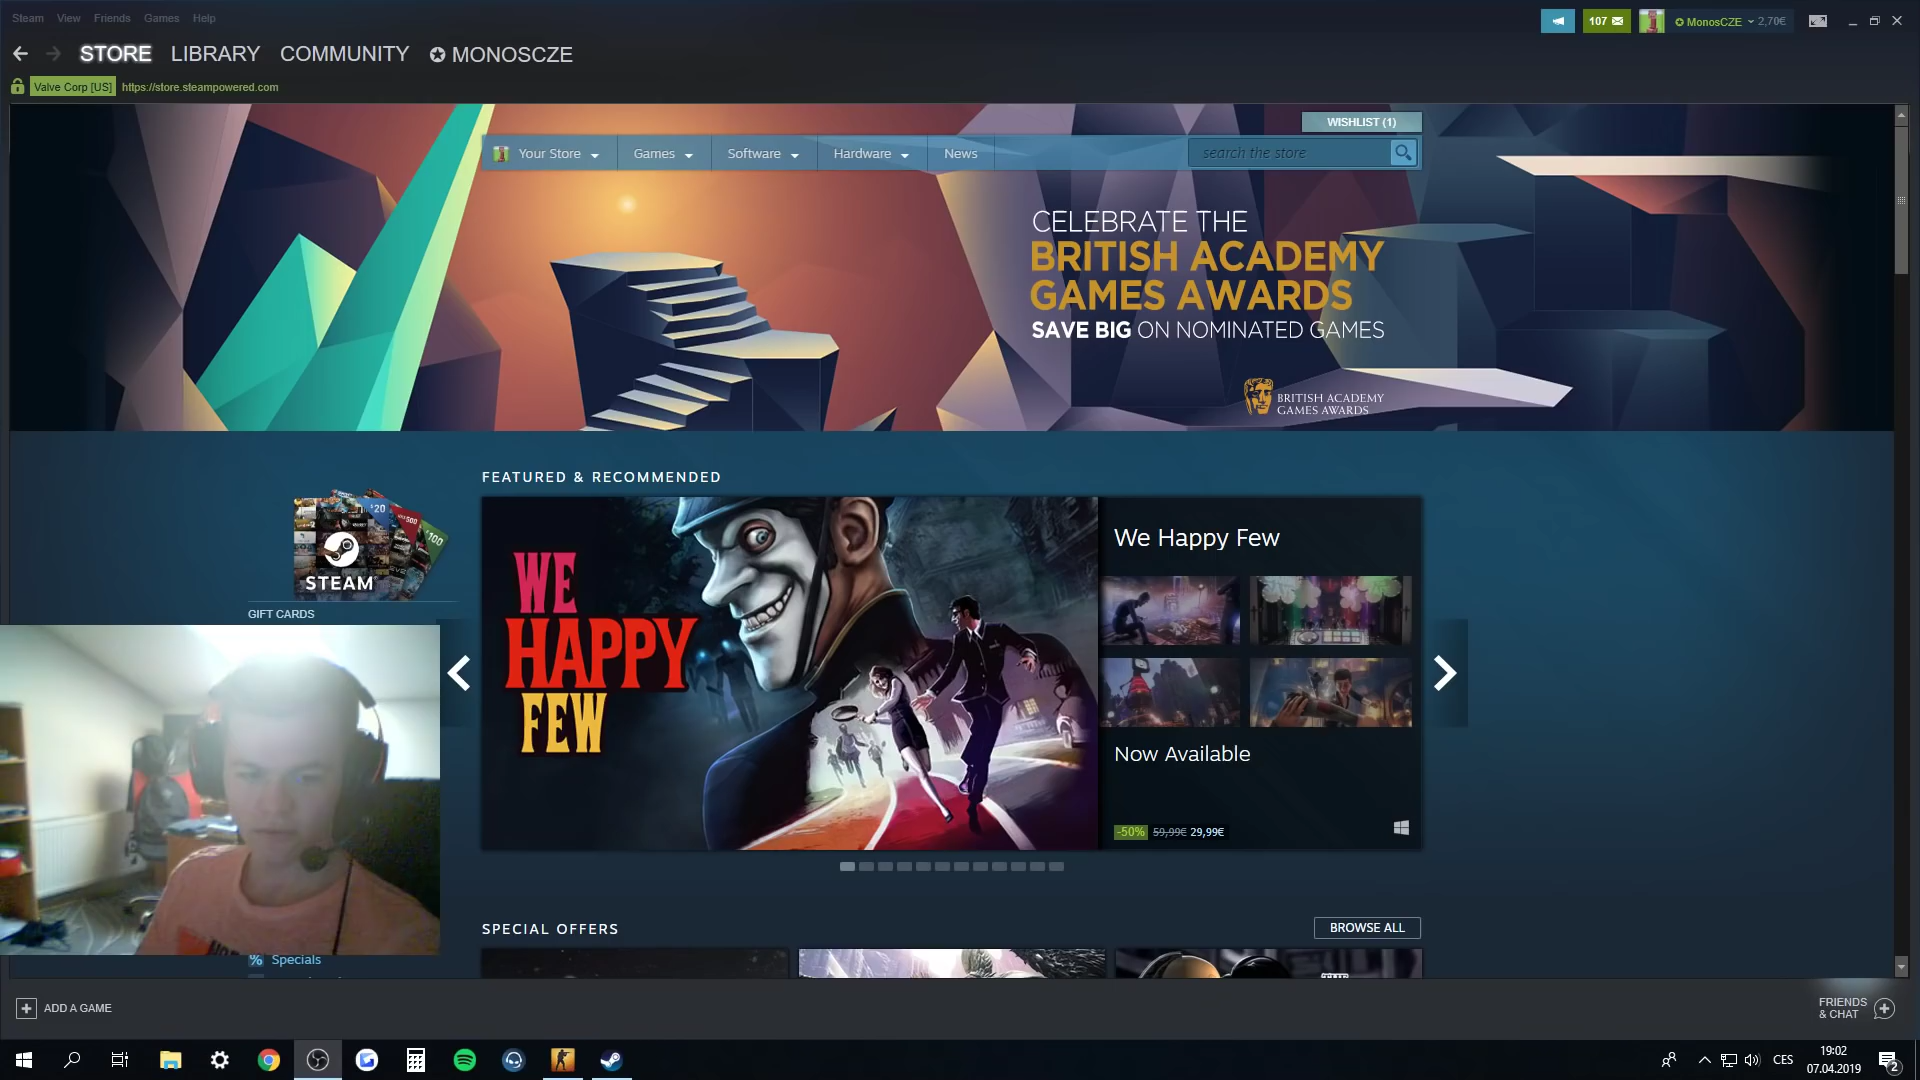 Steam View Friends Games Help
107 MonosCZE 2,70€
STORE LIBRARY COMMUNITY MONOSCZE
Valve Corp [US] https://store.steampowered.com
WISHLIST (1)
Your Store Games Software Hardware News search the store
CELEBRATE THE
BRITISH ACADEMY
GAMES AWARDS
SAVE BIG ON NOMINATED GAMES
BRITISH ACADEMY
GAMES AWARDS
FEATURED & RECOMMENDED
$20
500
100
STEAM
GIFT CARDS
WE
HAPPY
FEW
We Happy Few
Now Available
-50% 59,99€ 29,99€
SPECIAL OFFERS BROWSE ALL
% Specials
ADD A GAME
FRIENDS
& CHAT
CES
19:02
07.04.2019
2